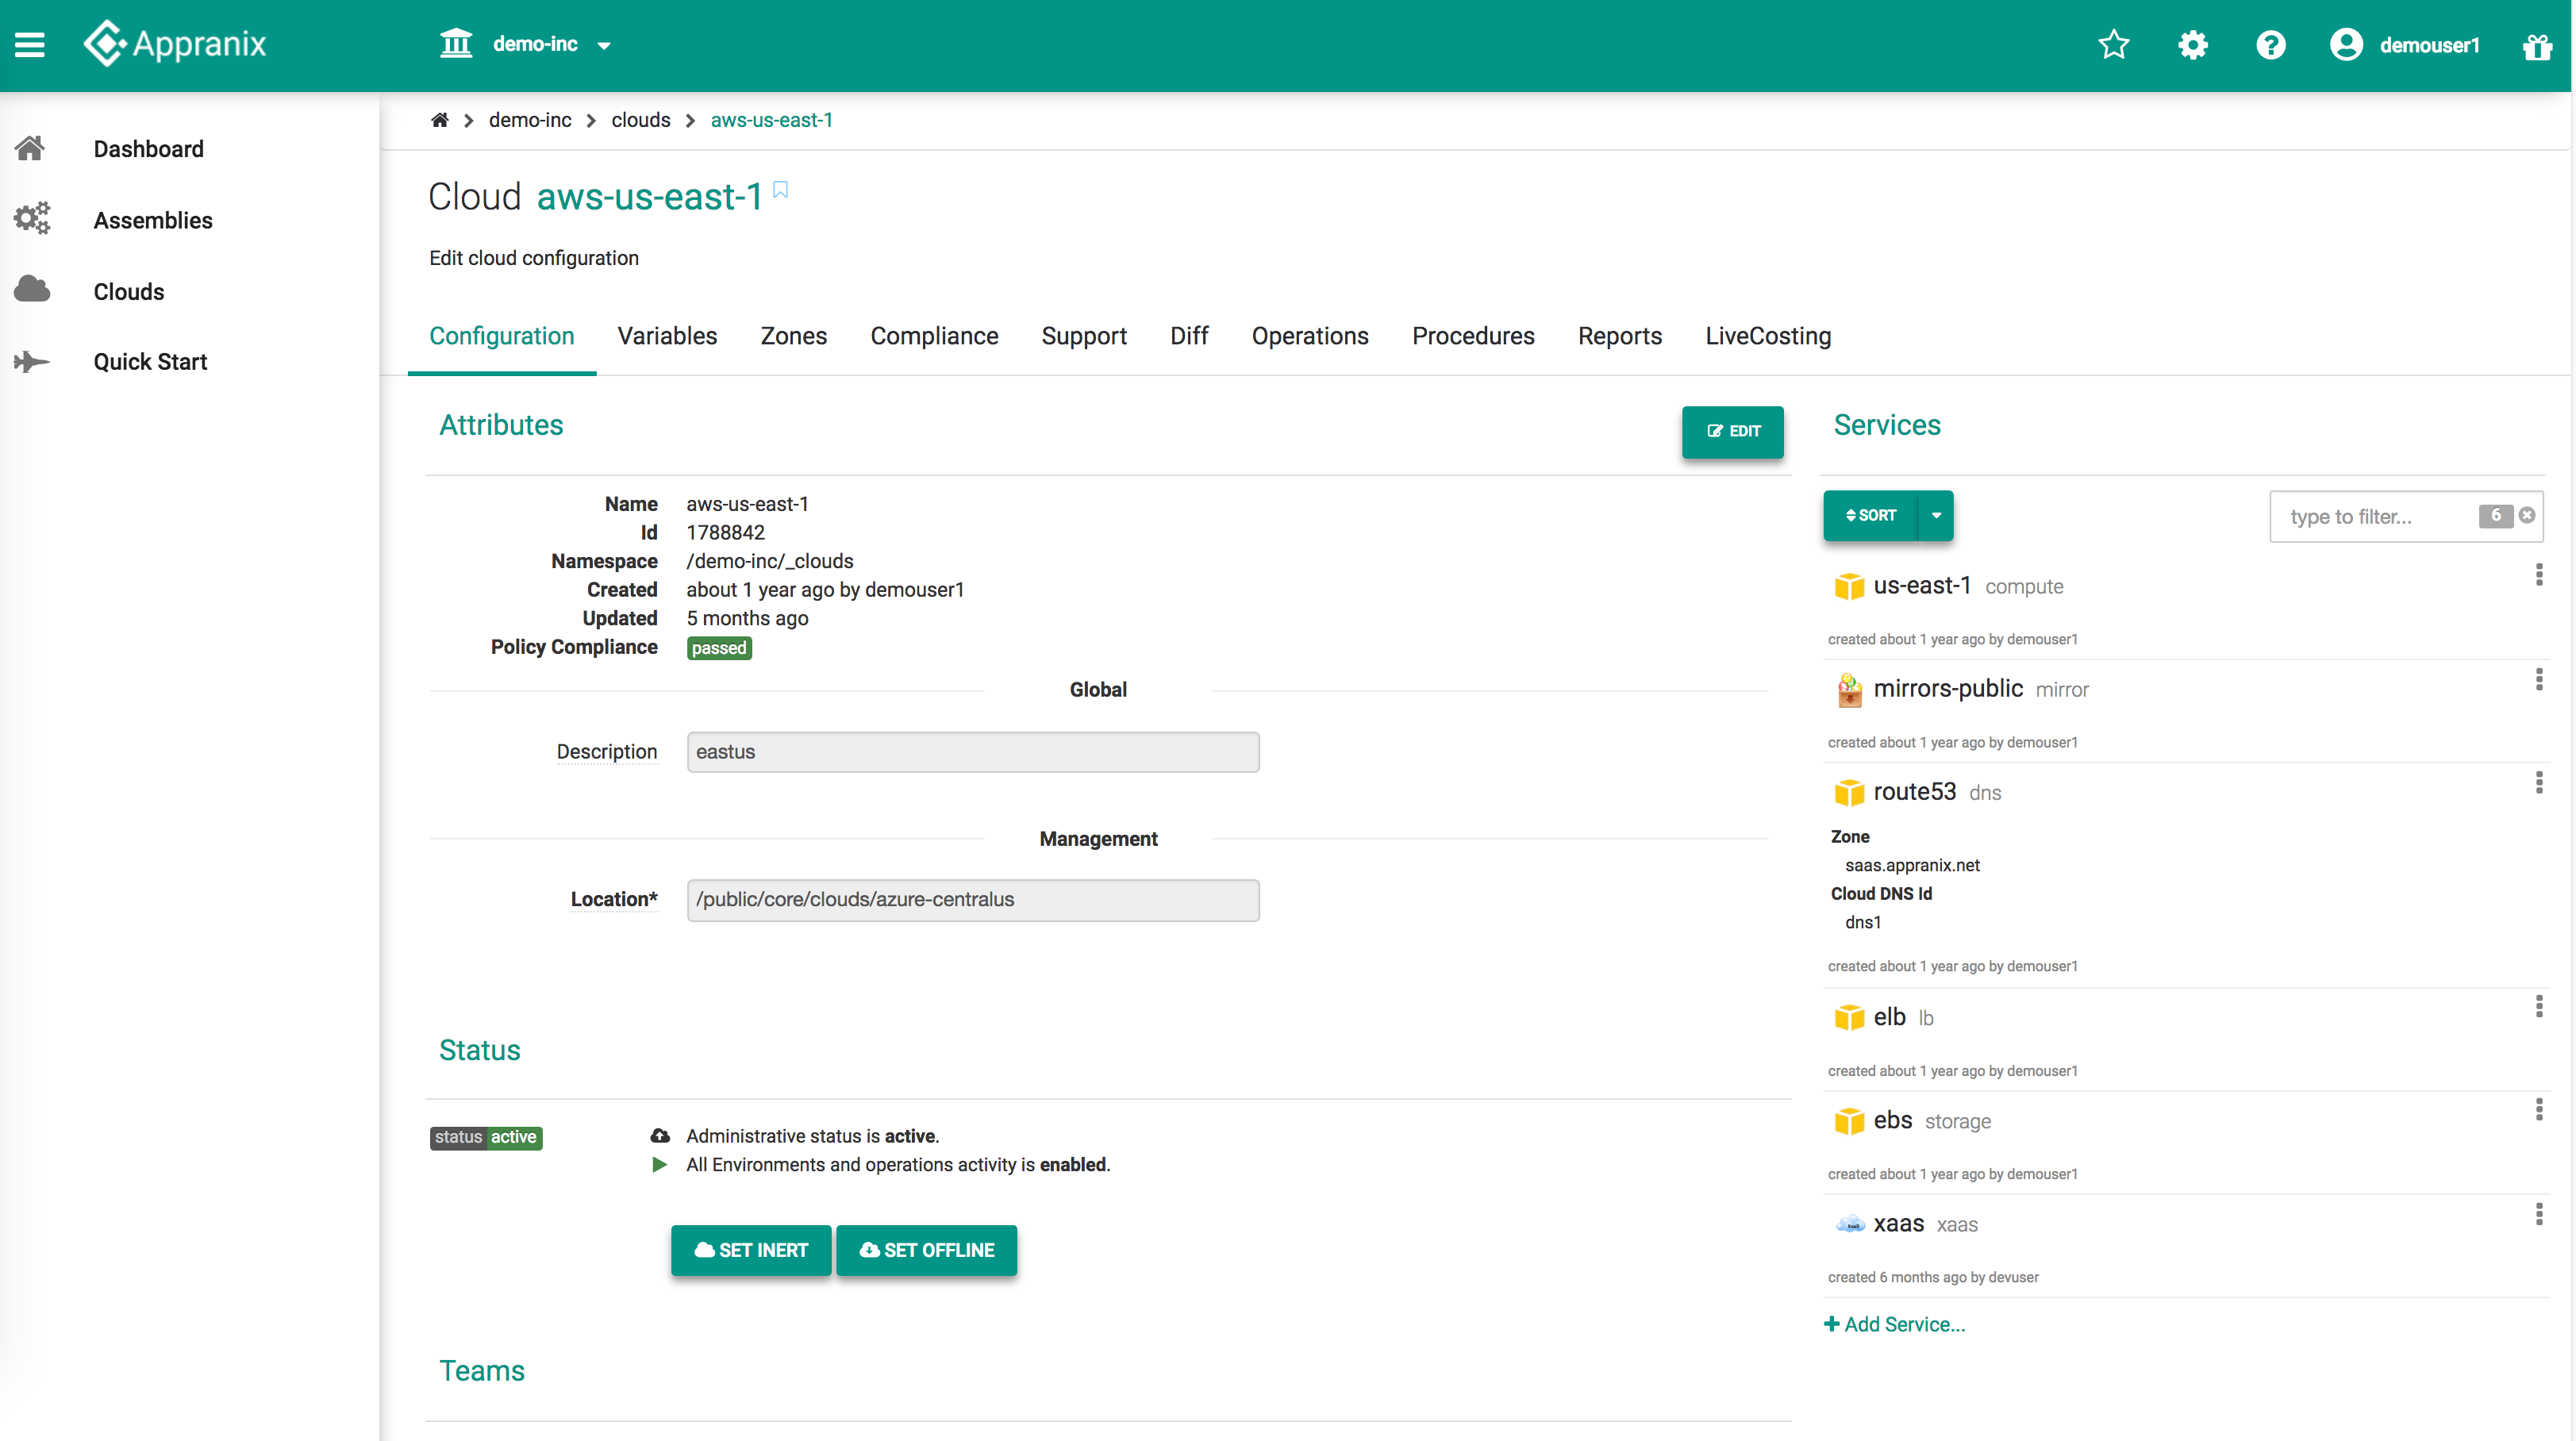 Appranix
demo-inc
demouser1
demo-inc
clouds
aws-us-east-1
Dashboard
Assemblies
Clouds
Quick Start
Cloud aws-us-east-1
Edit cloud configuration
Configuration
Variables
Zones
Compliance
Support
Diff
Operations
Procedures
Reports
LiveCosting
Attributes
EDIT
Name aws-us-east-1
Id 1788842
Namespace /demo-inc/_clouds
Created about 1 year ago by demouser1
Updated 5 months ago
Policy Compliance passed
Global
Description eastus
Management
Location* /public/core/clouds/azure-centralus
Status
status active
Administrative status is active.
All Environments and operations activity is enabled.
SET INERT
SET OFFLINE
Teams
Services
SORT
type to filter... 6
us-east-1 compute
created about 1 year ago by demouser1
mirrors-public mirror
created about 1 year ago by demouser1
route53 dns
Zone
saas.appranix.net
Cloud DNS Id
dns1
created about 1 year ago by demouser1
elb lb
created about 1 year ago by demouser1
ebs storage
created about 1 year ago by demouser1
xaas xaas
created 6 months ago by devuser
Add Service...